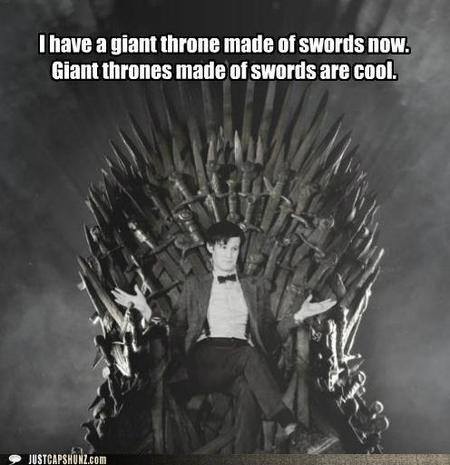 I have a giant throne made of swords now.
Giant thrones made of swords are cool.
JUSTCAPSHUNZ.com